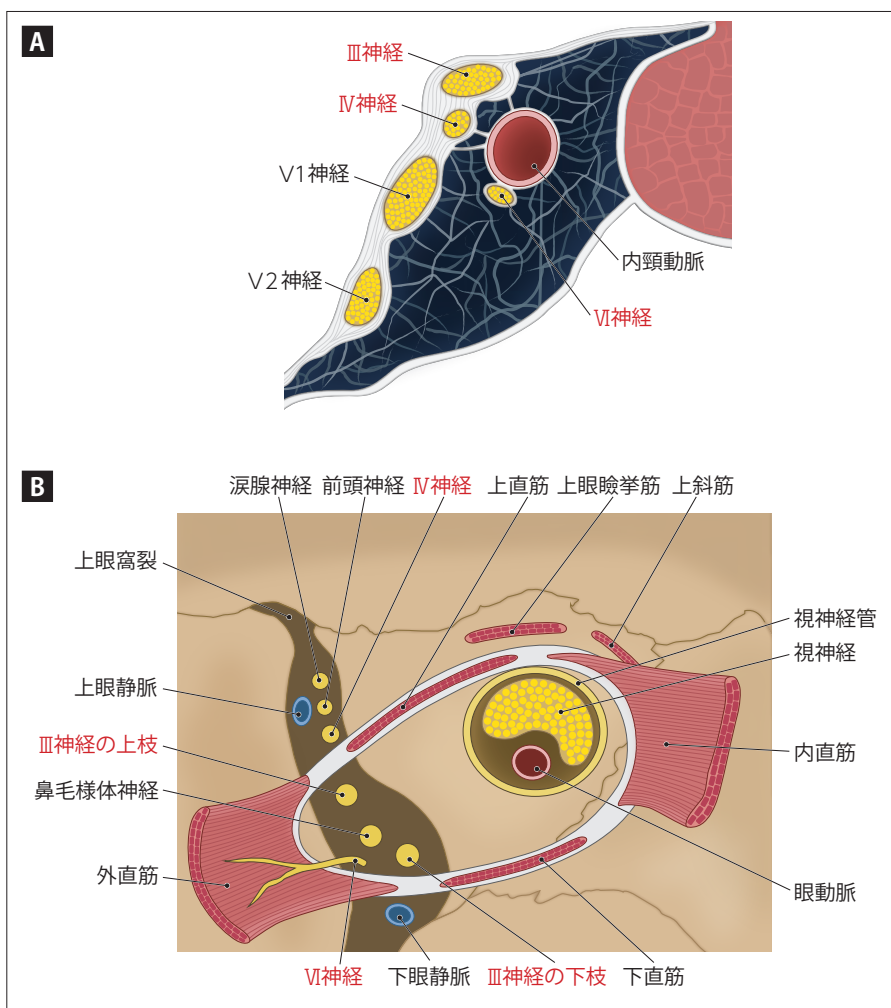 A
Ⅲ神経
Ⅳ神経
Ⅴ1神経
Ⅴ2神経
内頸動脈
Ⅵ神経
B
涙腺神経 前頭神経 Ⅳ神経 上直筋 上眼瞼挙筋 上斜筋
上眼窩裂
視神経管
視神経
上眼静脈
Ⅲ神経の上枝
内直筋
鼻毛様体神経
外直筋
眼動脈
Ⅵ神経 下眼静脈 Ⅲ神経の下枝 下直筋